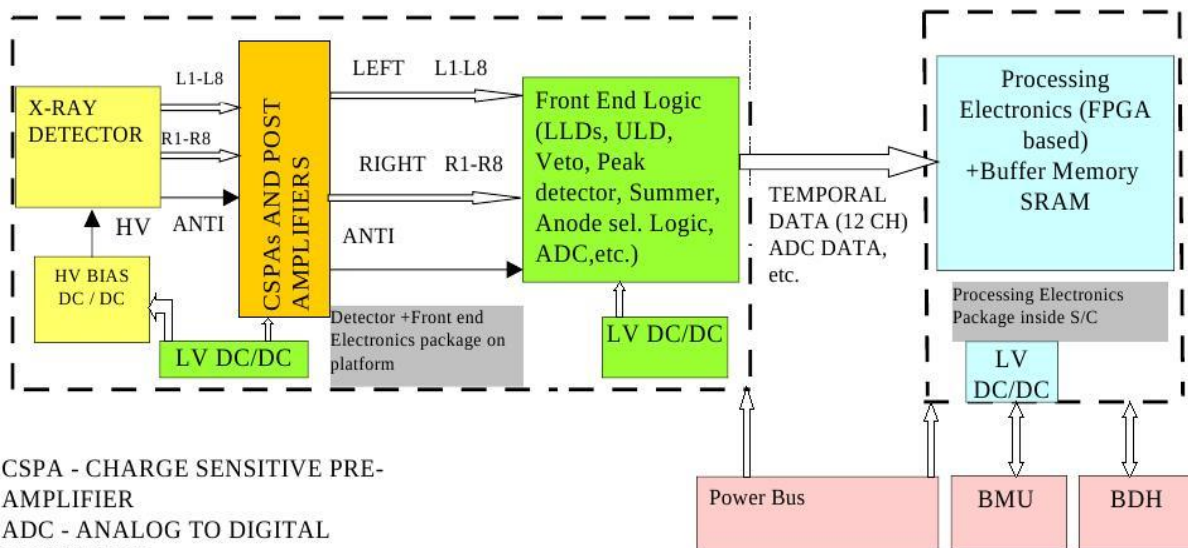 X-RAY
DETECTOR
L1-L8
R1-R8
HV
ANTI
HV BIAS
DC / DC
LV DC/DC
CSPAs AND POST
AMPLIFIERS
LEFT L1-L8
RIGHT R1-R8
ANTI
Detector +Front end
Electronics package on
platform
Front End Logic
(LLDs, ULD,
Veto, Peak
detector, Summer,
Anode sel. Logic,
ADC,etc.)
LV DC/DC
TEMPORAL
DATA (12 CH)
ADC DATA,
etc.
Processing
Electronics (FPGA
based)
+Buffer Memory
SRAM
Processing Electronics
Package inside S/C
LV
DC/DC
Power Bus
BMU
BDH
CSPA - CHARGE SENSITIVE PRE-
AMPLIFIER
ADC - ANALOG TO DIGITAL